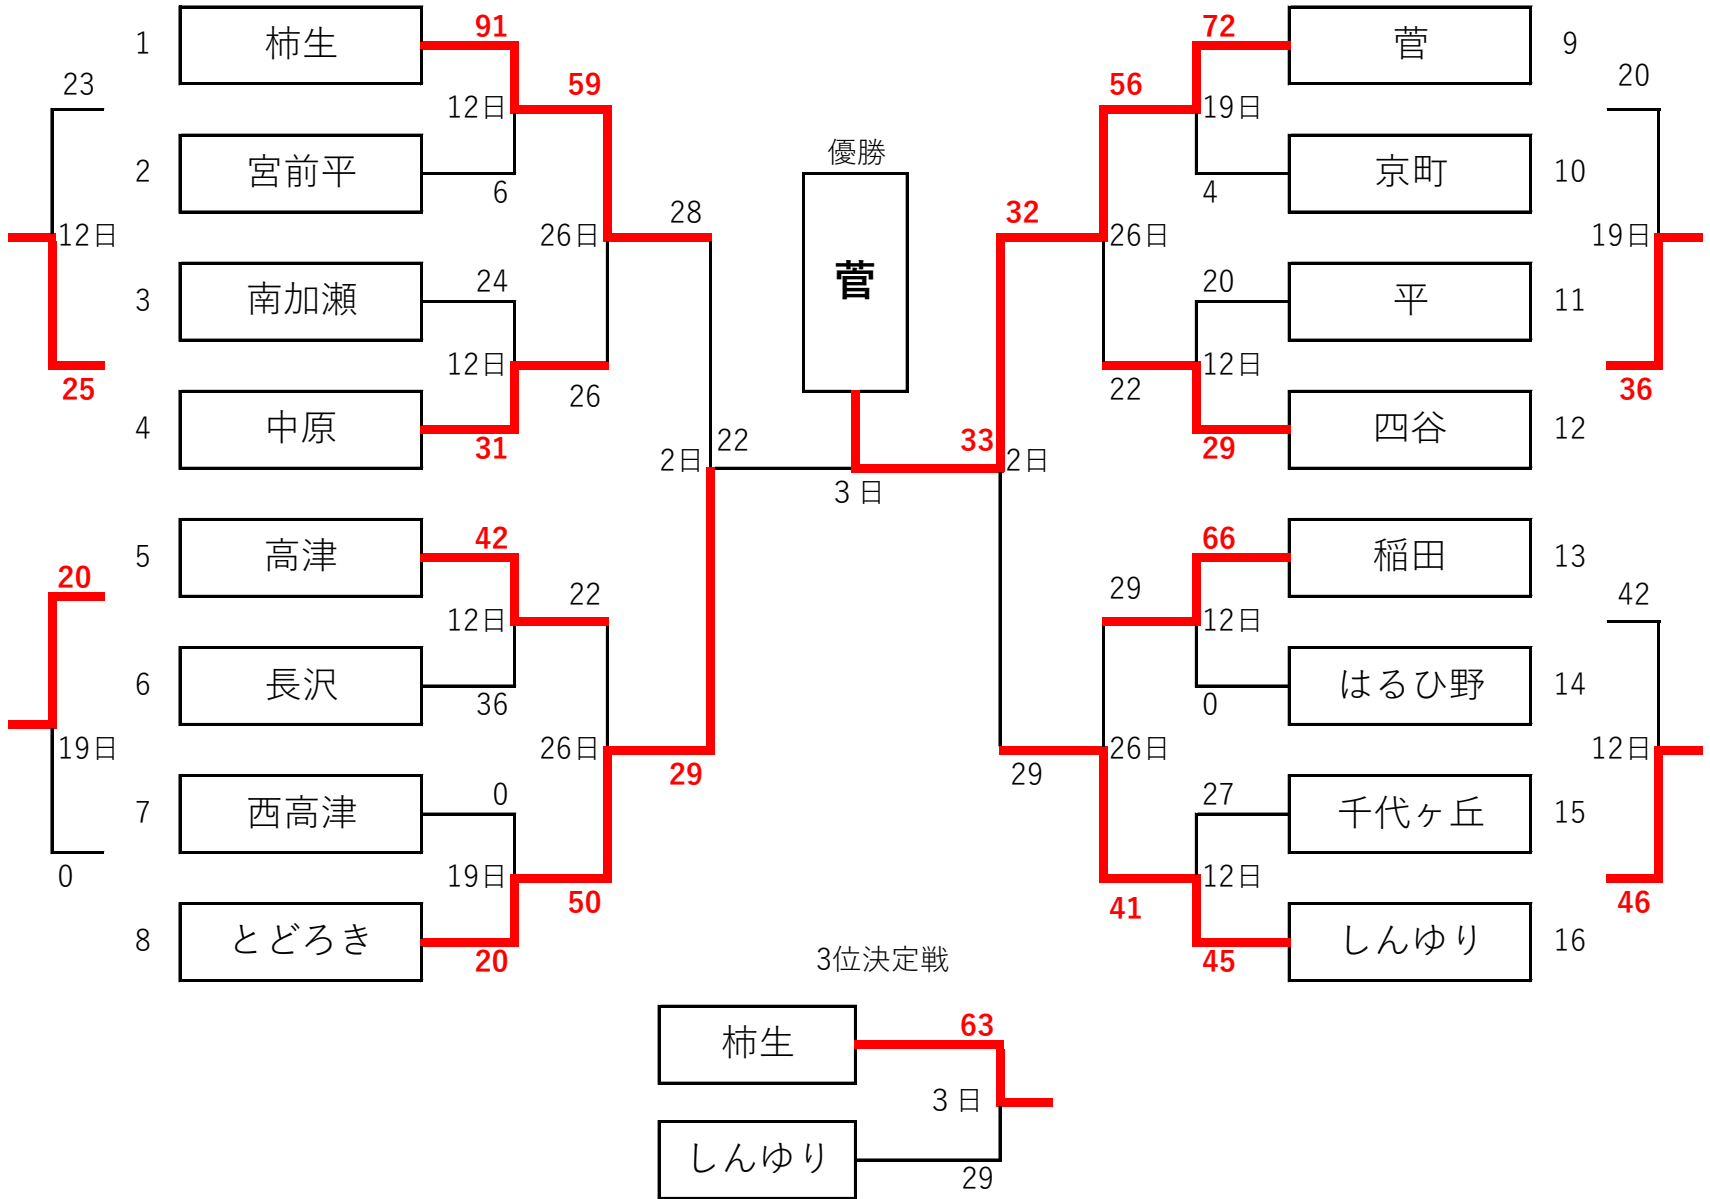 91
72
1
柿生
菅
9
23
59
56
20
12日
19日
優勝
2
宮前平
京町
10
6
4
28
32
12日
26日
26日
19日
菅
3
南加瀬
24
20
平
11
12日
12日
25
26
22
36
4
中原
四谷
12
31
29
22
33
2日
2日
3 日
5
高津
42
66
稲田
13
20
22
29
42
12日
12日
6
長沢
はるひ野
14
36
0
19日
26日
26日
12日
29
29
7
西高津
0
27
千代ヶ丘
15
0
19日
12日
50
41
46
8
とどろき
しんゆり
16
20
45
3位決定戦
柿生
63
3 日
しんゆり
29